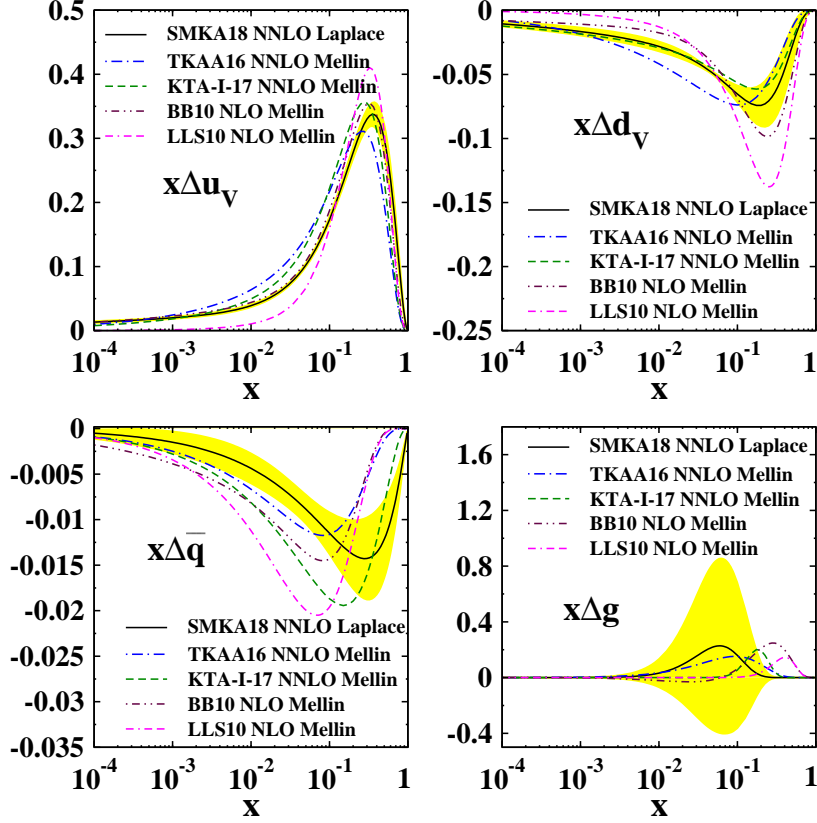 0.5
0.4
0.3
0.2
0.1
0
SMKA18 NNLO Laplace
TKAA16 NNLO Mellin
KTA-I-17 NNLO Mellin
BB10 NLO Mellin
LLS10 NLO Mellin
xΔu_V
10^-4 10^-3 10^-2 10^-1 1
x
0
-0.05
-0.1
-0.15
-0.2
-0.25
xΔd_V
SMKA18 NNLO Laplace
TKAA16 NNLO Mellin
KTA-I-17 NNLO Mellin
BB10 NLO Mellin
LLS10 NLO Mellin
10^-4 10^-3 10^-2 10^-1 1
x
0
-0.005
-0.01
-0.015
-0.02
-0.025
-0.03
-0.035
xΔq̅
SMKA18 NNLO Laplace
TKAA16 NNLO Mellin
KTA-I-17 NNLO Mellin
BB10 NLO Mellin
LLS10 NLO Mellin
10^-4 10^-3 10^-2 10^-1 1
x
1.6
1.2
0.8
0.4
0
-0.4
SMKA18 NNLO Laplace
TKAA16 NNLO Mellin
KTA-I-17 NNLO Mellin
BB10 NLO Mellin
LLS10 NLO Mellin
xΔg
10^-4 10^-3 10^-2 10^-1 1
x